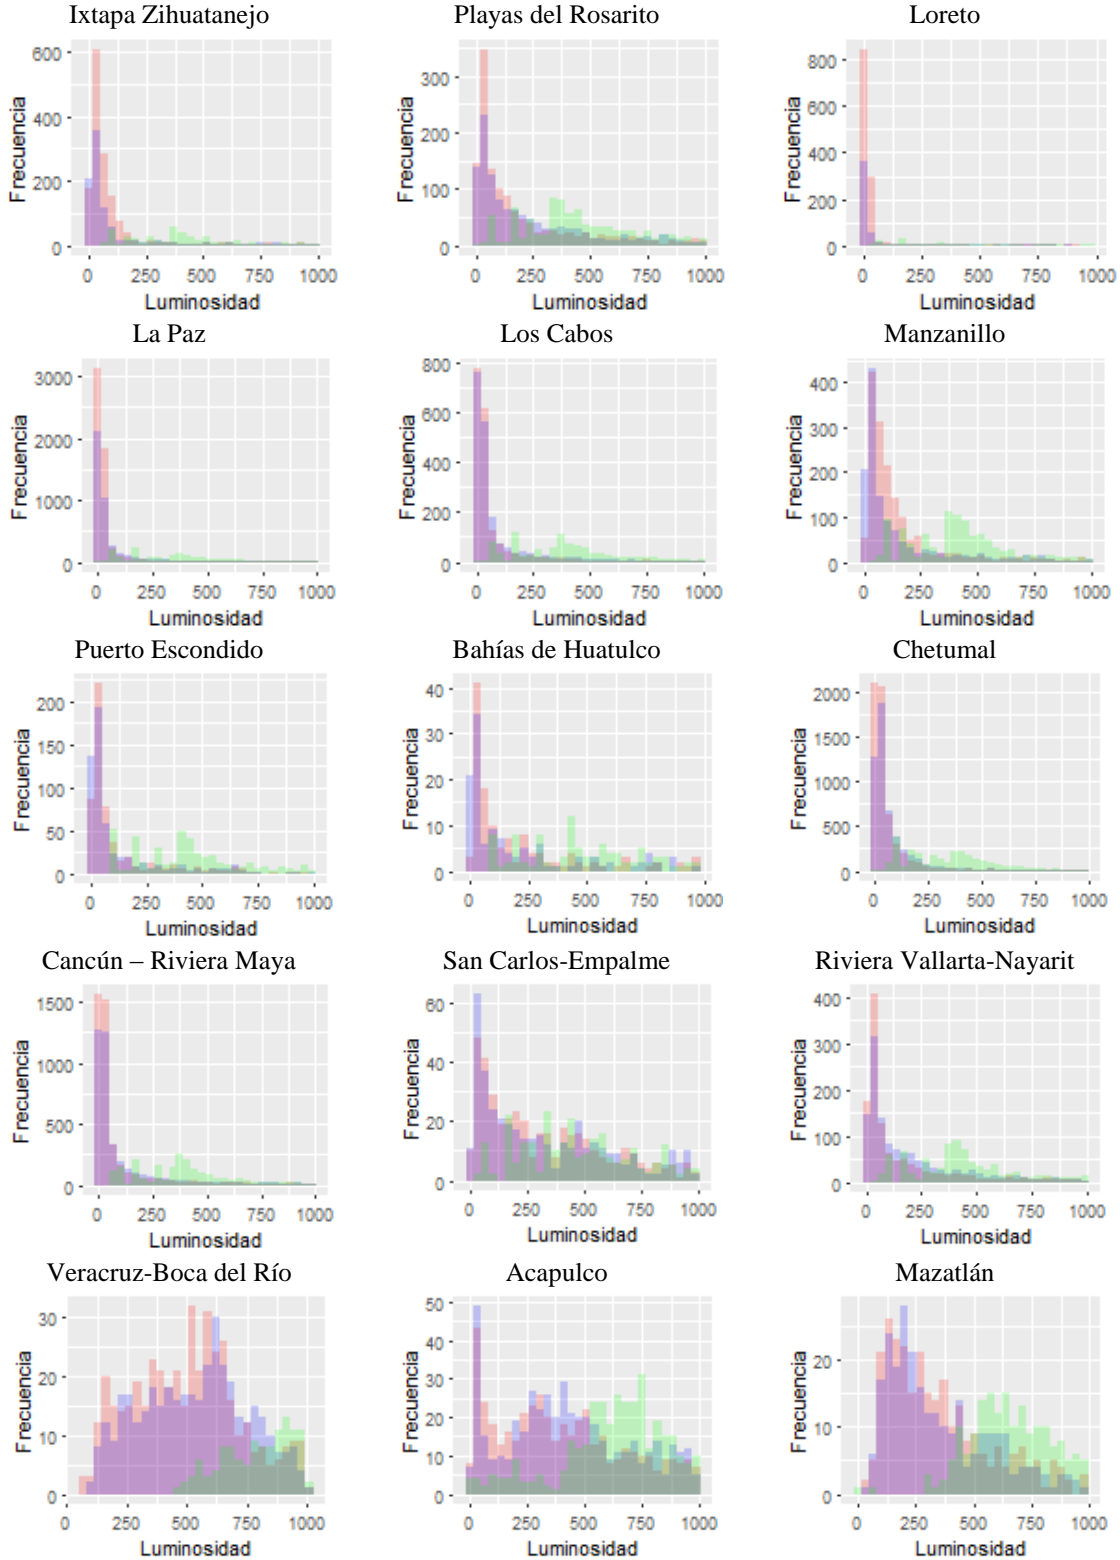 Ixtapa Zihuatanejo
Playas del Rosarito
Loreto
600
400
200
0
Frecuencia
0 250 500 750 1000
Luminosidad
300
200
100
0
Frecuencia
0 250 500 750 1000
Luminosidad
800
600
400
200
0
Frecuencia
0 250 500 750 1000
Luminosidad
La Paz
Los Cabos
Manzanillo
3000
2000
1000
0
Frecuencia
0 250 500 750 1000
Luminosidad
800
600
400
200
0
Frecuencia
0 250 500 750 1000
Luminosidad
400
300
200
100
0
Frecuencia
0 250 500 750 1000
Luminosidad
Puerto Escondido
Bahías de Huatulco
Chetumal
200
150
100
50
0
Frecuencia
0 250 500 750 1000
Luminosidad
40
30
20
10
0
Frecuencia
0 250 500 750 1000
Luminosidad
2000
1500
1000
500
0
Frecuencia
0 250 500 750 1000
Luminosidad
Cancún – Riviera Maya
San Carlos-Empalme
Riviera Vallarta-Nayarit
1500
1000
500
0
Frecuencia
0 250 500 750 1000
Luminosidad
60
40
20
0
Frecuencia
0 250 500 750 1000
Luminosidad
400
300
200
100
0
Frecuencia
0 250 500 750 1000
Luminosidad
Veracruz-Boca del Río
Acapulco
Mazatlán
30
20
10
0
Frecuencia
0 250 500 750 1000
Luminosidad
50
40
30
20
10
0
Frecuencia
0 250 500 750 1000
Luminosidad
20
10
0
Frecuencia
0 250 500 750 1000
Luminosidad